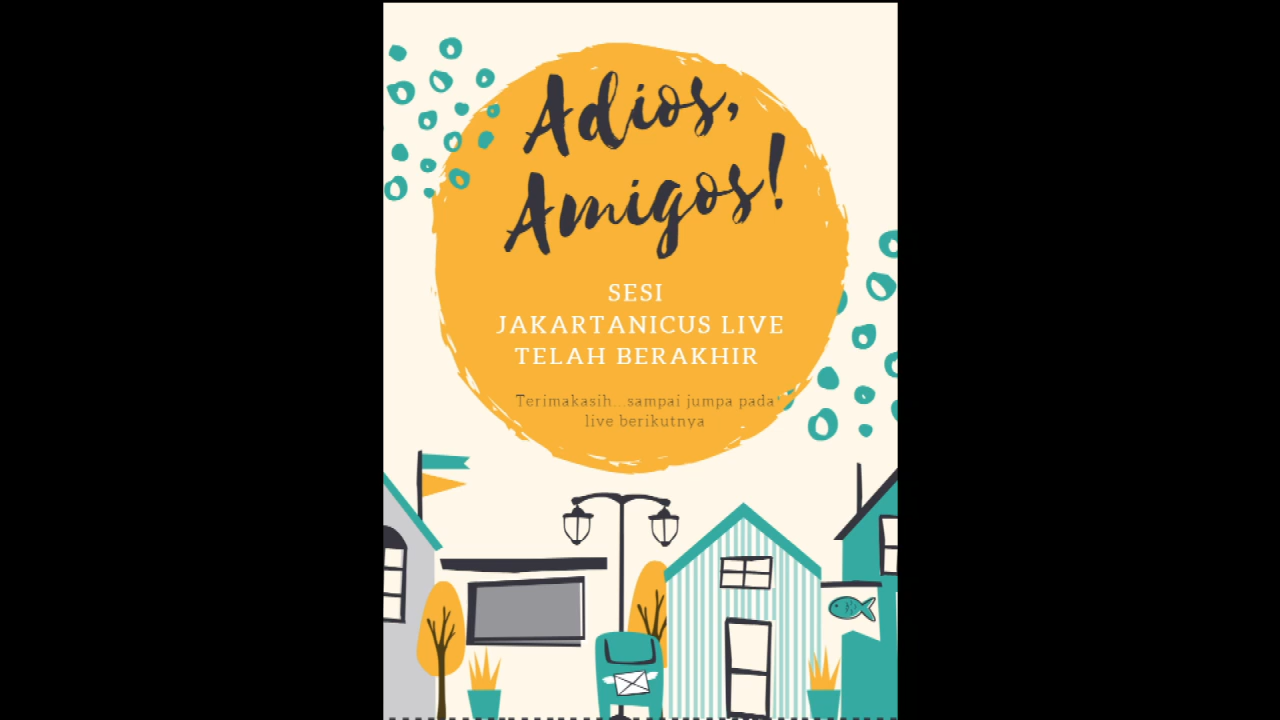 Adios,
Amigos!
SESI
JAKARTANICUS LIVE
TELAH BERAKHIR
Terimakasih...sampai jumpa pada
live berikutnya